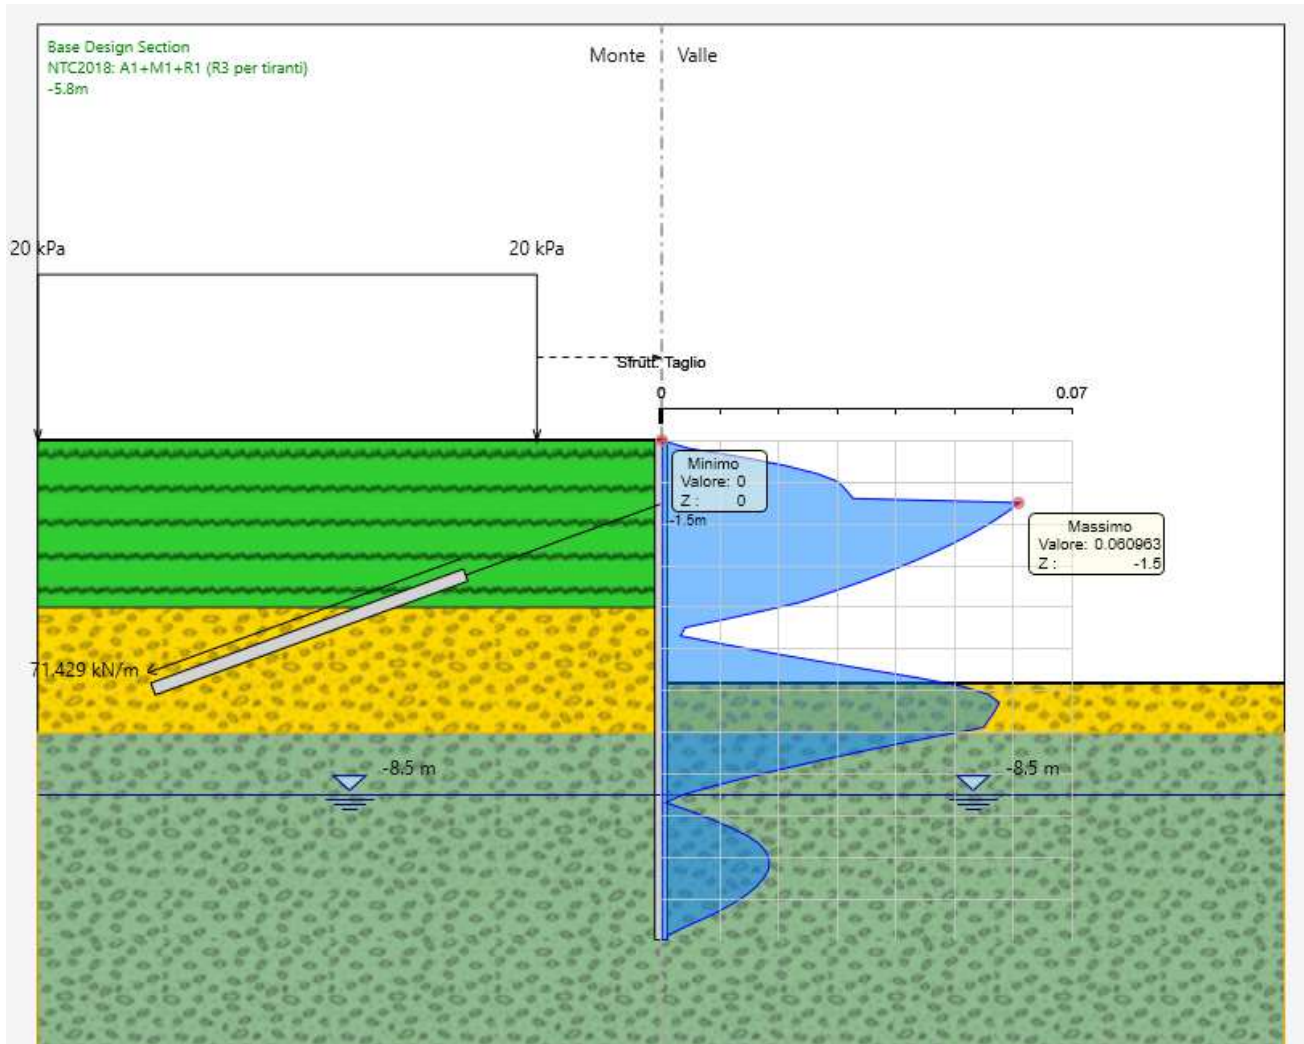 Base Design Section
NTC2018: A1+M1+R1 (R3 per tiranti)
-5.8m
Monte
Valle
20 kPa
20 kPa
Sfrutt. Taglio
0
0.07
Minimo
Valore: 0
Z : 0
-1.5m
Massimo
Valore: 0.060963
Z : -1.5
71.429 kN/m
-8.5 m
-8.5 m